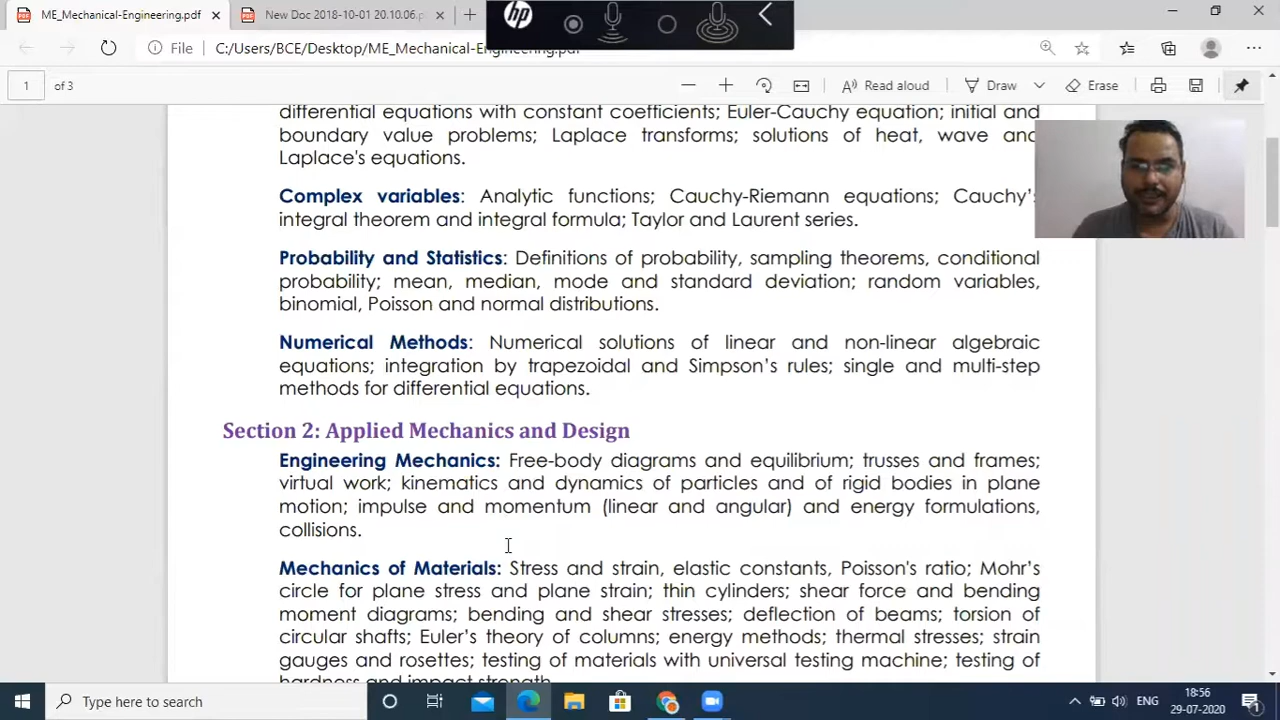 ME_Mechanical-Engineering.pdf
New Doc 2018-10-01 20.10.06.pdf
hp
File
C:/Users/BCE/Desktop/ME_Mechanical-Engineering.pdf
1 of 3
Read aloud
Draw
Erase
differential equations with constant coefficients; Euler-Cauchy equation; initial and
boundary value problems; Laplace transforms; solutions of heat, wave and
Laplace's equations.
Complex variables: Analytic functions; Cauchy-Riemann equations; Cauchy's
integral theorem and integral formula; Taylor and Laurent series.
Probability and Statistics: Definitions of probability, sampling theorems, conditional
probability; mean, median, mode and standard deviation; random variables,
binomial, Poisson and normal distributions.
Numerical Methods: Numerical solutions of linear and non-linear algebraic
equations; integration by trapezoidal and Simpson's rules; single and multi-step
methods for differential equations.
Section 2: Applied Mechanics and Design
Engineering Mechanics: Free-body diagrams and equilibrium; trusses and frames;
virtual work; kinematics and dynamics of particles and of rigid bodies in plane
motion; impulse and momentum (linear and angular) and energy formulations,
collisions.
Mechanics of Materials: Stress and strain, elastic constants, Poisson's ratio; Mohr's
circle for plane stress and plane strain; thin cylinders; shear force and bending
moment diagrams; bending and shear stresses; deflection of beams; torsion of
circular shafts; Euler's theory of columns; energy methods; thermal stresses; strain
gauges and rosettes; testing of materials with universal testing machine; testing of
hardness and impact strength.
Type here to search
ENG
18:56
29-07-2020
1